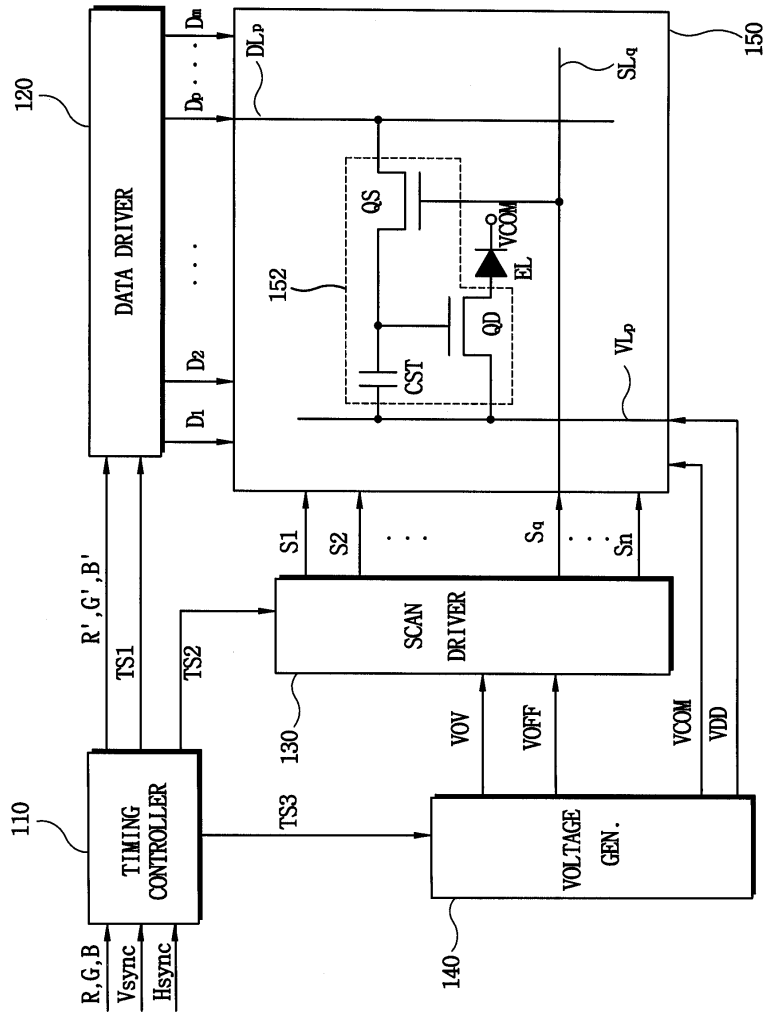 R,G,B
Vsync
Hsync
110
TIMING
CONTROLLER
R',G',B'
TS1
TS2
TS3
120
DATA DRIVER
D1
D2
· · ·
Dp
· · · ·
Dm
130
SCAN
DRIVER
S1
S2
· · · ·
Sq
· · · ·
Sn
140
VOLTAGE
GEN.
VOV
VOFF
VCOM
VDD
150
152
DLp
SLq
VLp
QS
CST
QD
EL
VCOM